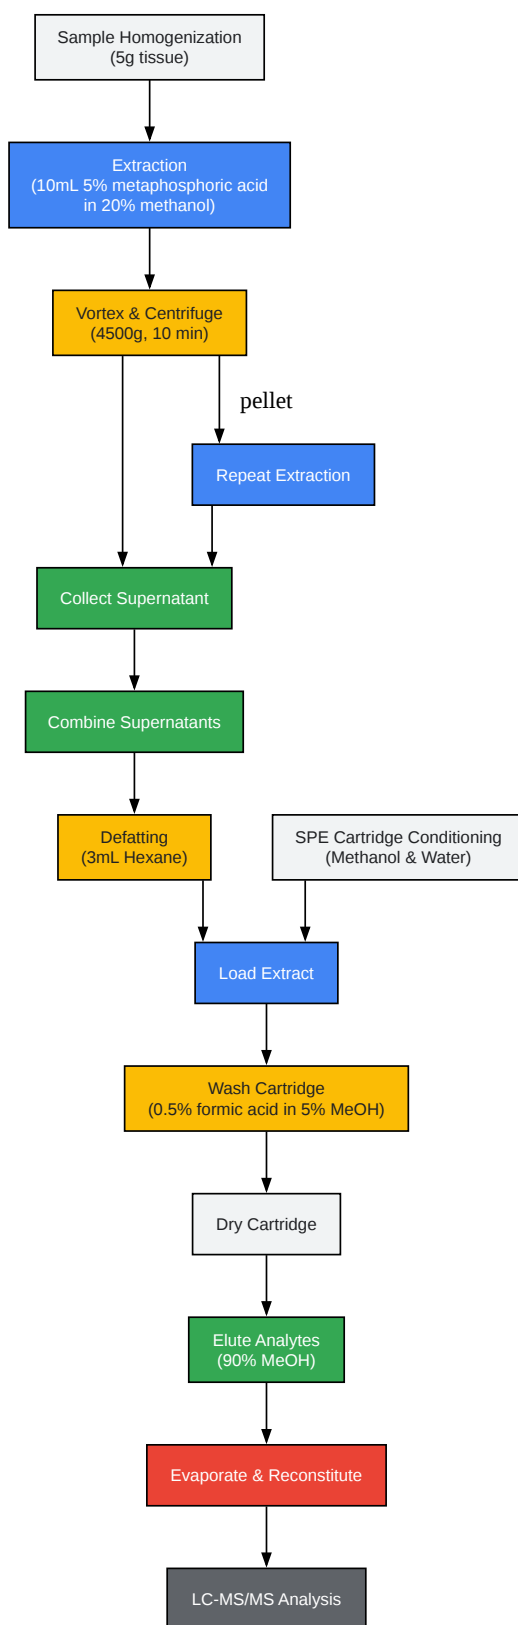 Sample Homogenization
(5g tissue)
Extraction
(10mL 5% metaphosphoric acid
in 20% methanol)
Vortex & Centrifuge
(4500g, 10 min)
pellet
Repeat Extraction
Collect Supernatant
Combine Supernatants
Defatting
(3mL Hexane)
SPE Cartridge Conditioning
(Methanol & Water)
Load Extract
Wash Cartridge
(0.5% formic acid in 5% MeOH)
Dry Cartridge
Elute Analytes
(90% MeOH)
Evaporate & Reconstitute
LC-MS/MS Analysis